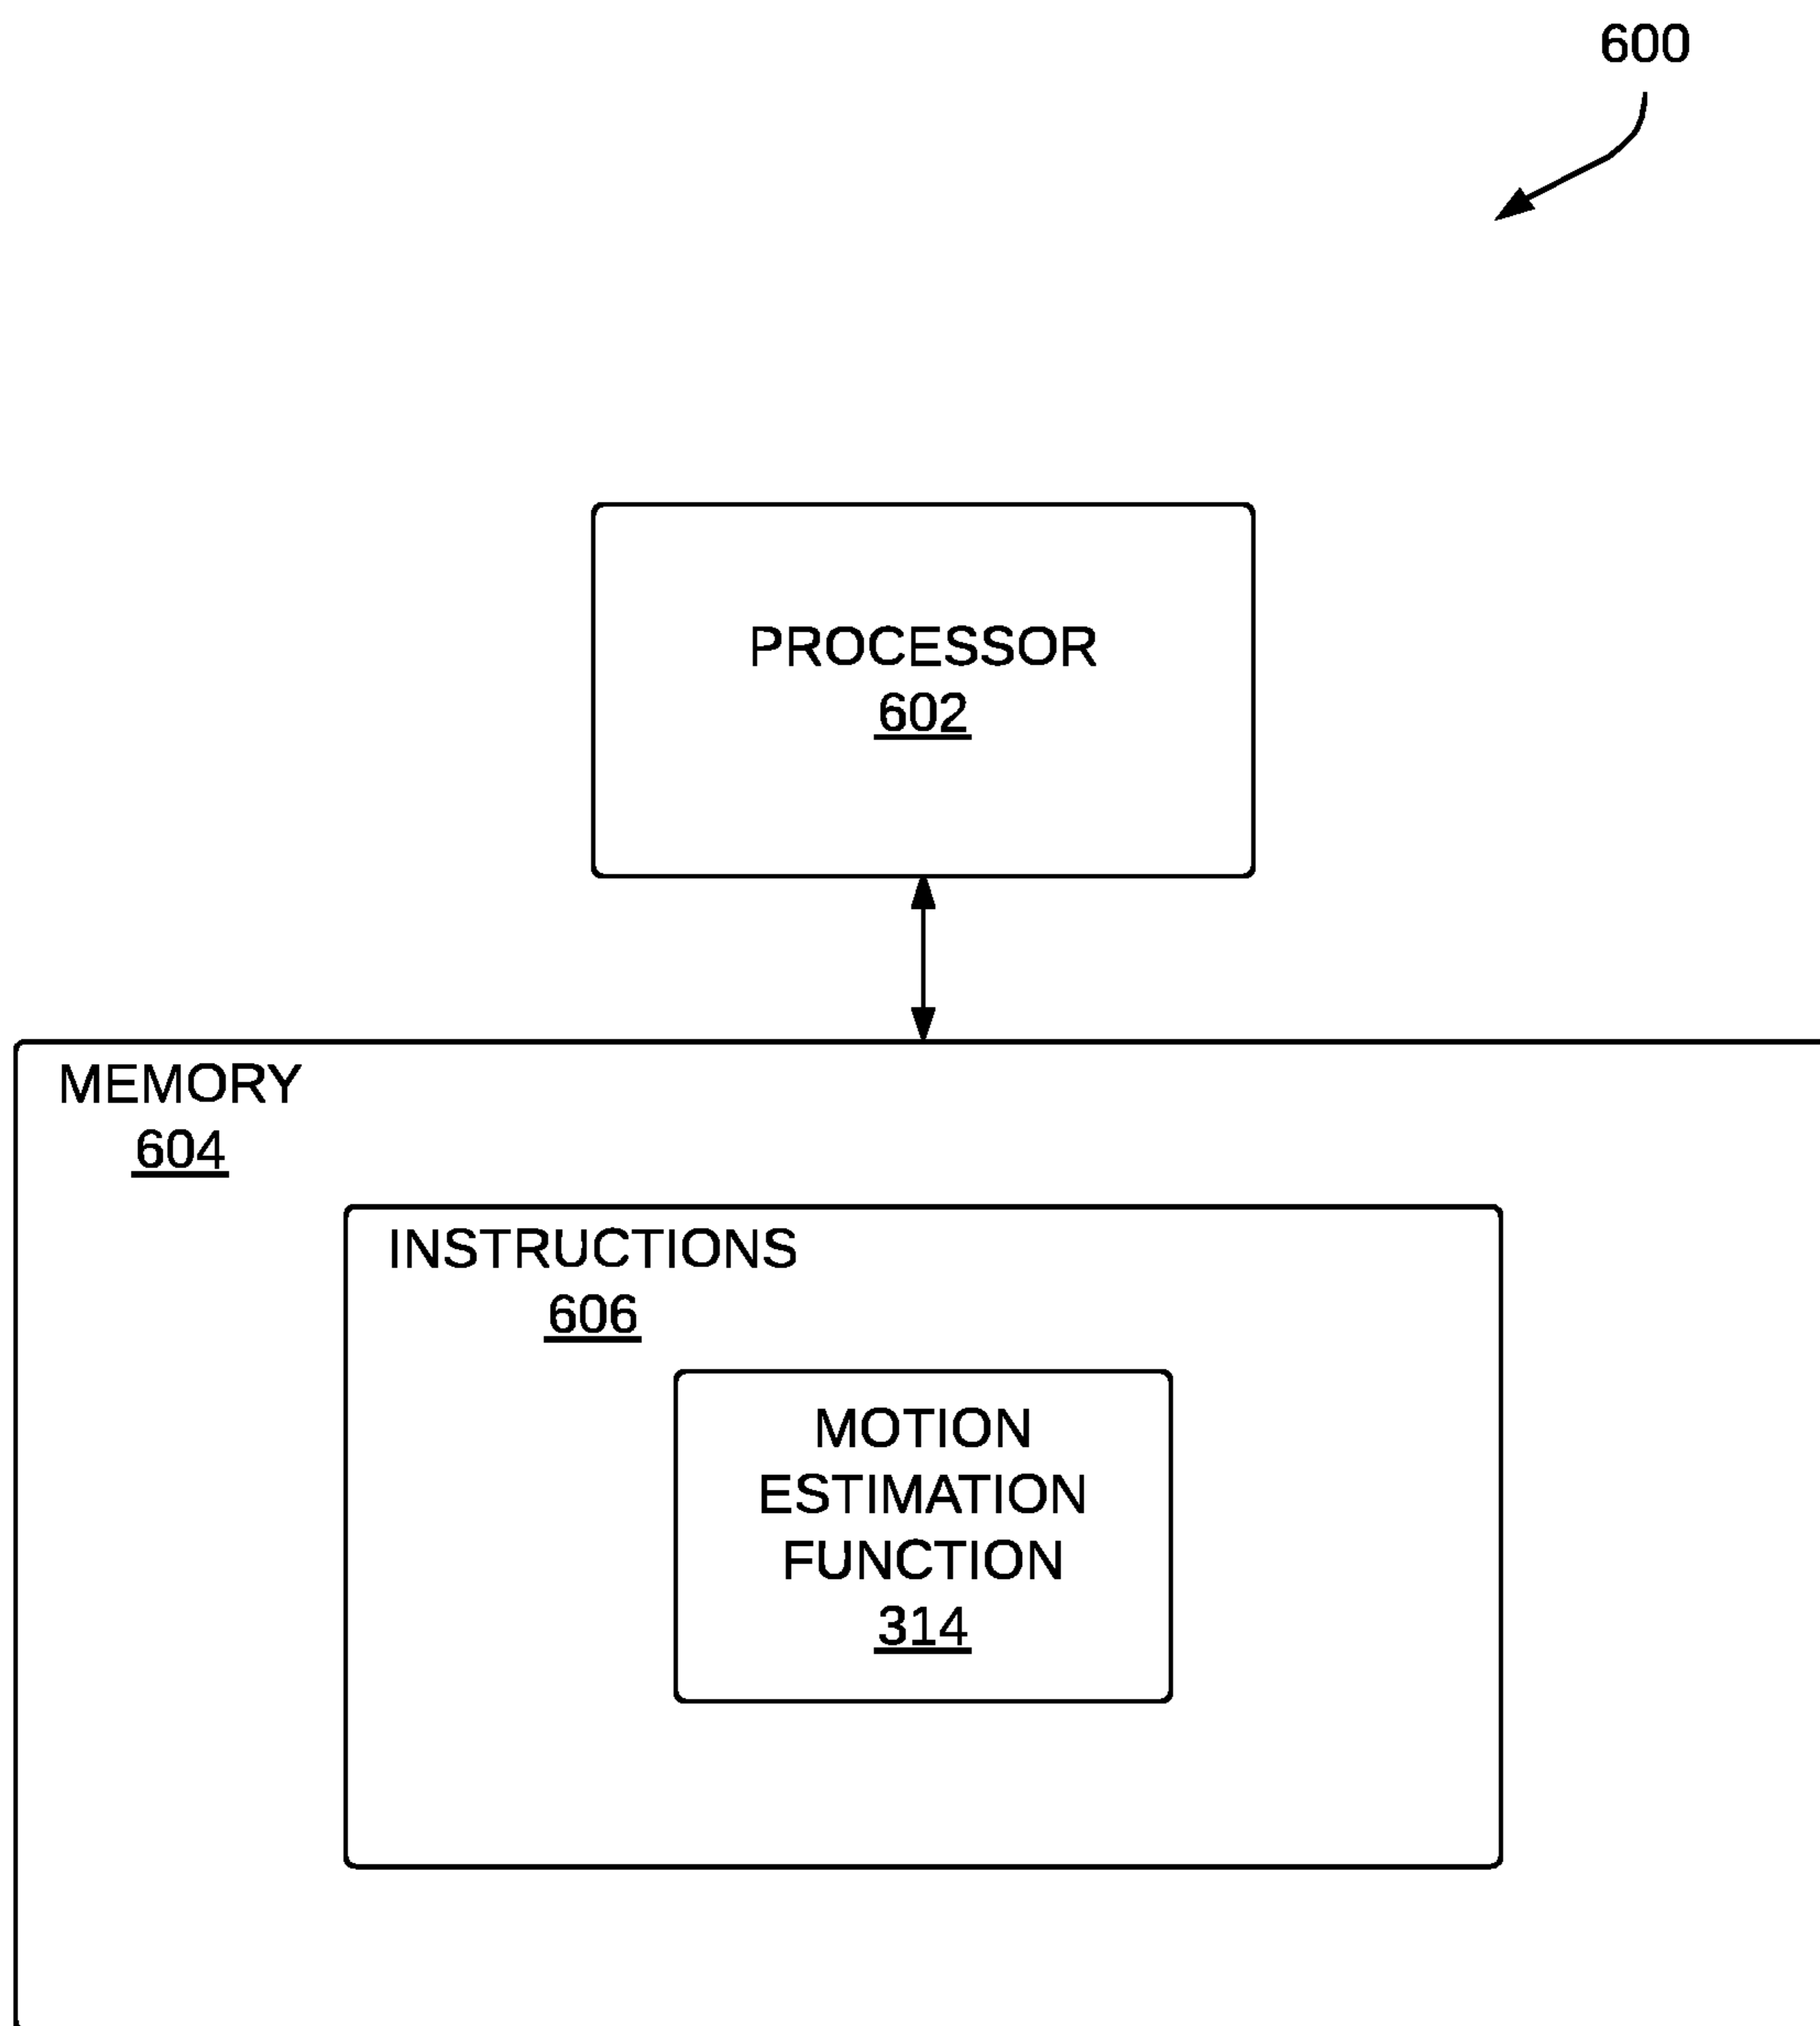 600
PROCESSOR
602
MEMORY
604
INSTRUCTIONS
606
MOTION
ESTIMATION
FUNCTION
314